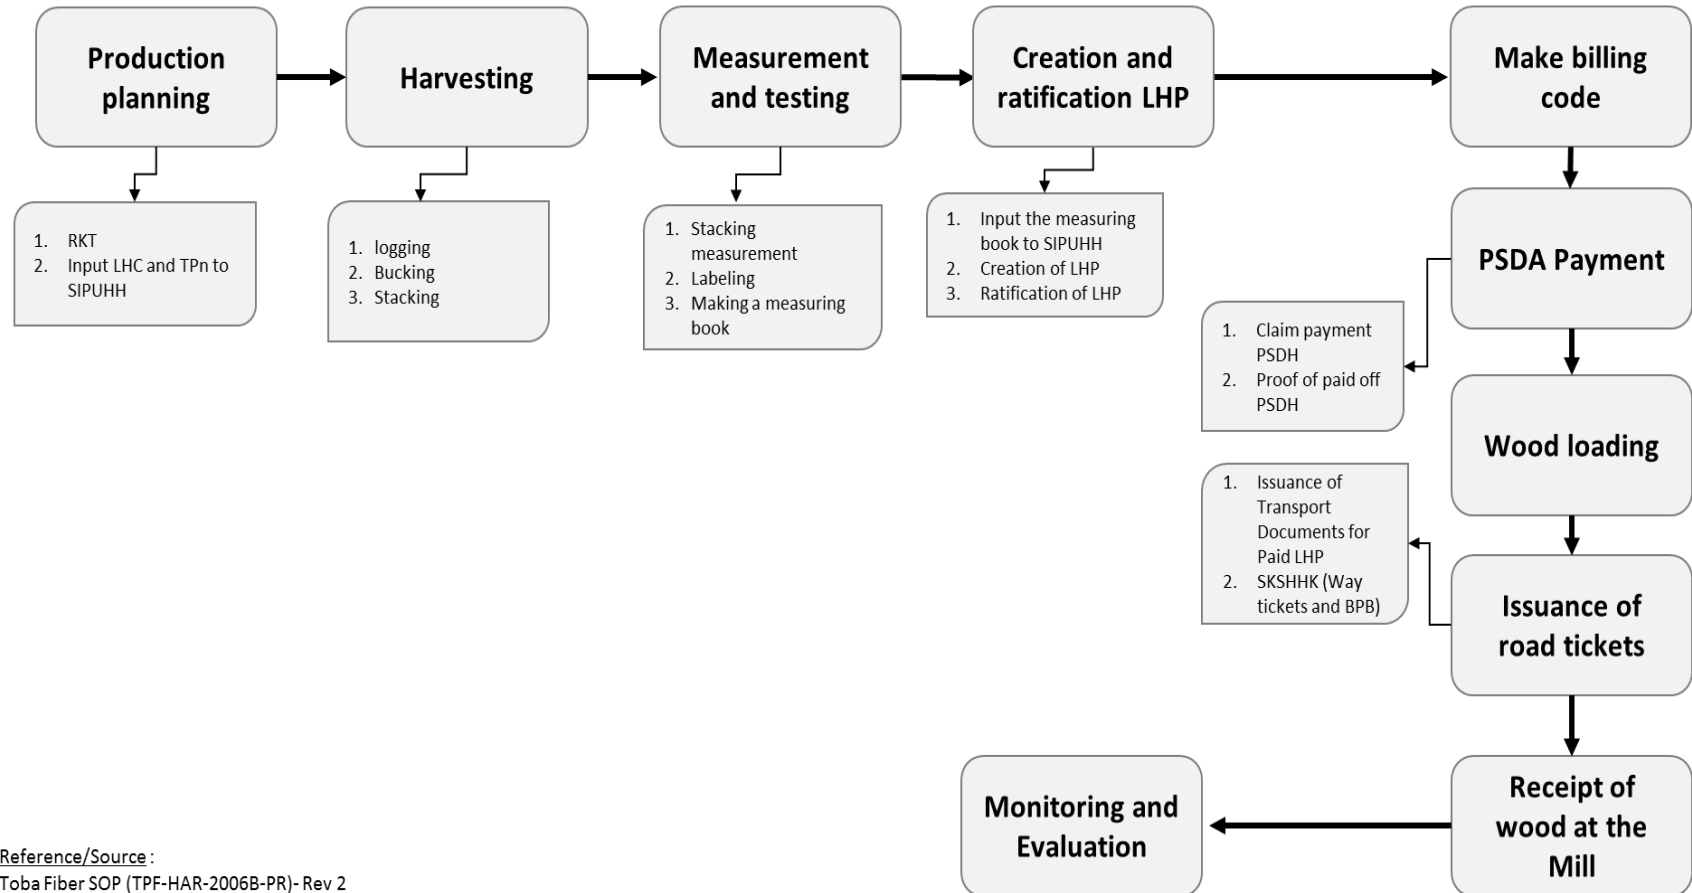 Production
planning
Harvesting
Measurement
and testing
Creation and
ratification LHP
Make billing
code
1. RKT
2. Input LHC and TPn to
SIPUHH
1. logging
2. Bucking
3. Stacking
1. Stacking
measurement
2. Labeling
3. Making a measuring
book
1. Input the measuring
book to SIPUHH
2. Creation of LHP
3. Ratification of LHP
PSDA Payment
1. Claim payment
PSDH
2. Proof of paid off
PSDH
Wood loading
1. Issuance of
Transport
Documents for
Paid LHP
2. SKSHHK (Way
tickets and BPB)
Issuance of
road tickets
Receipt of
wood at the
Mill
Monitoring and
Evaluation
Reference/Source :
Toba Fiber SOP (TPF-HAR-2006B-PR)- Rev 2